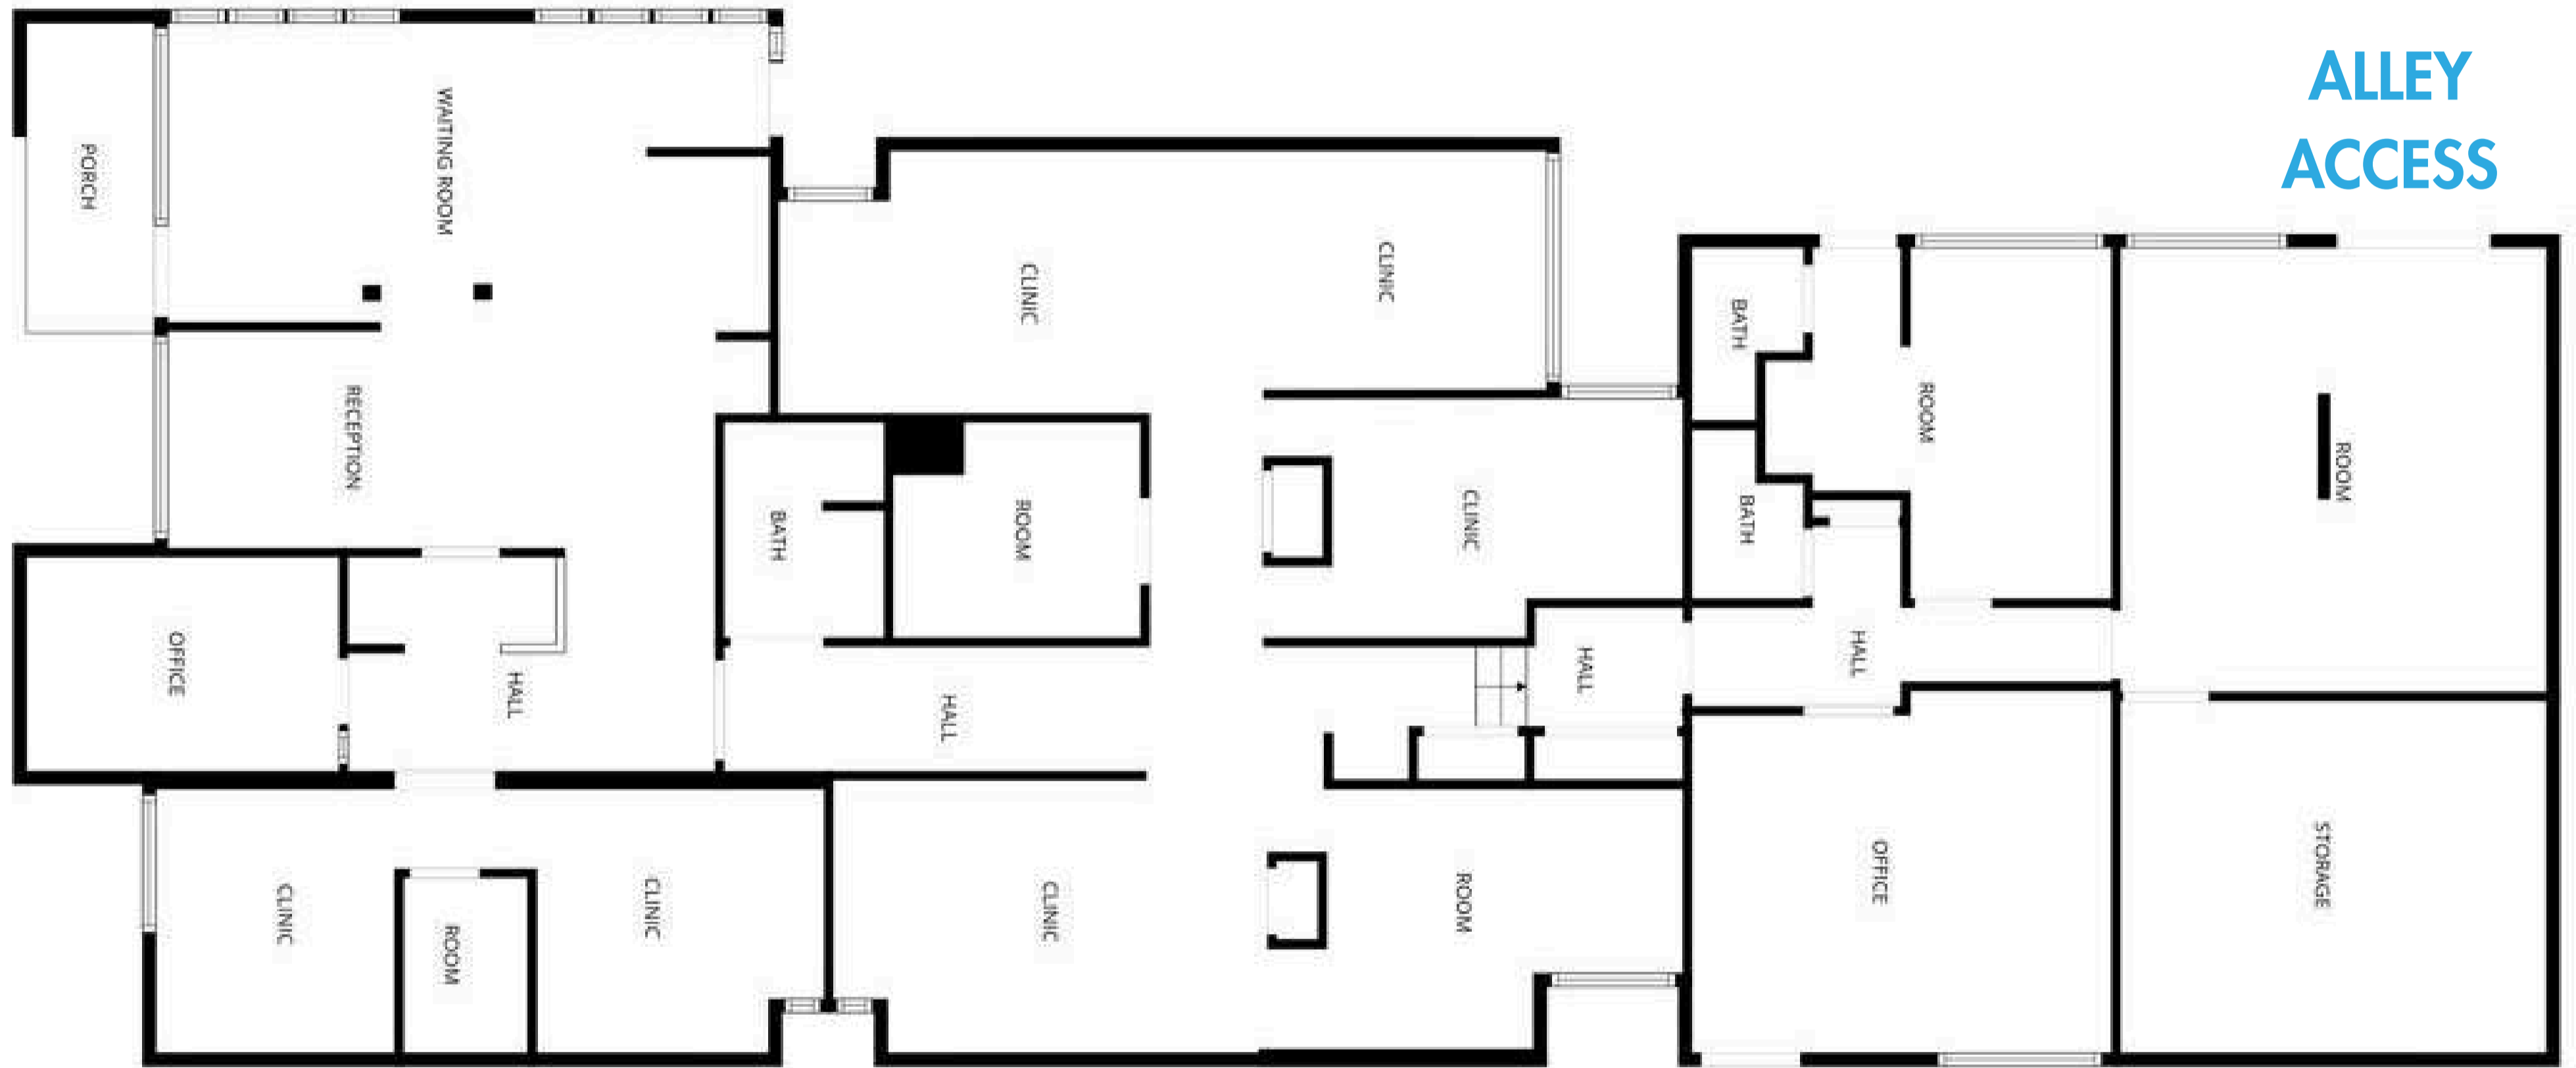 ALLEY
ACCESS
PORCH
WAITING ROOM
RECEPTION
OFFICE
HALL
CLINIC
ROOM
CLINIC
BATH
ROOM
HALL
CLINIC
CLINIC
CLINIC
CLINIC
ROOM
HALL
BATH
BATH
ROOM
HALL
OFFICE
ROOM
STORAGE